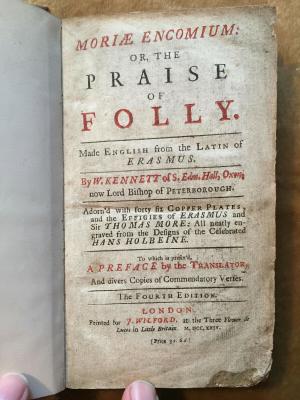 MORIÆ ENCOMIUM:
OR, THE
PRAISE
OF
FOLLY.
Made ENGLISH from the LATIN of
ERASMUS.
By W. KENNETT of S. Edm. Hall, Oxon,
now Lord Bishop of PETERBOROUGH.
Adorn'd with forty six COPPER PLATES,
and the EFFIGIES of ERASMUS and
Sir THOMAS MORE: All neatly en-
graved from the Designs of the Celebrated
HANS HOLBEINE.
To which is prefix'd,
A PREFACE by the TRANSLATOR,
And divers Copies of Commendatory Verses.
The FOURTH EDITION.
LONDON.
Printed for J. WILFORD, at the Three Flower de
Luces in Little Britain. M,DCC,XXIV.
[Price 5s. 6d.]